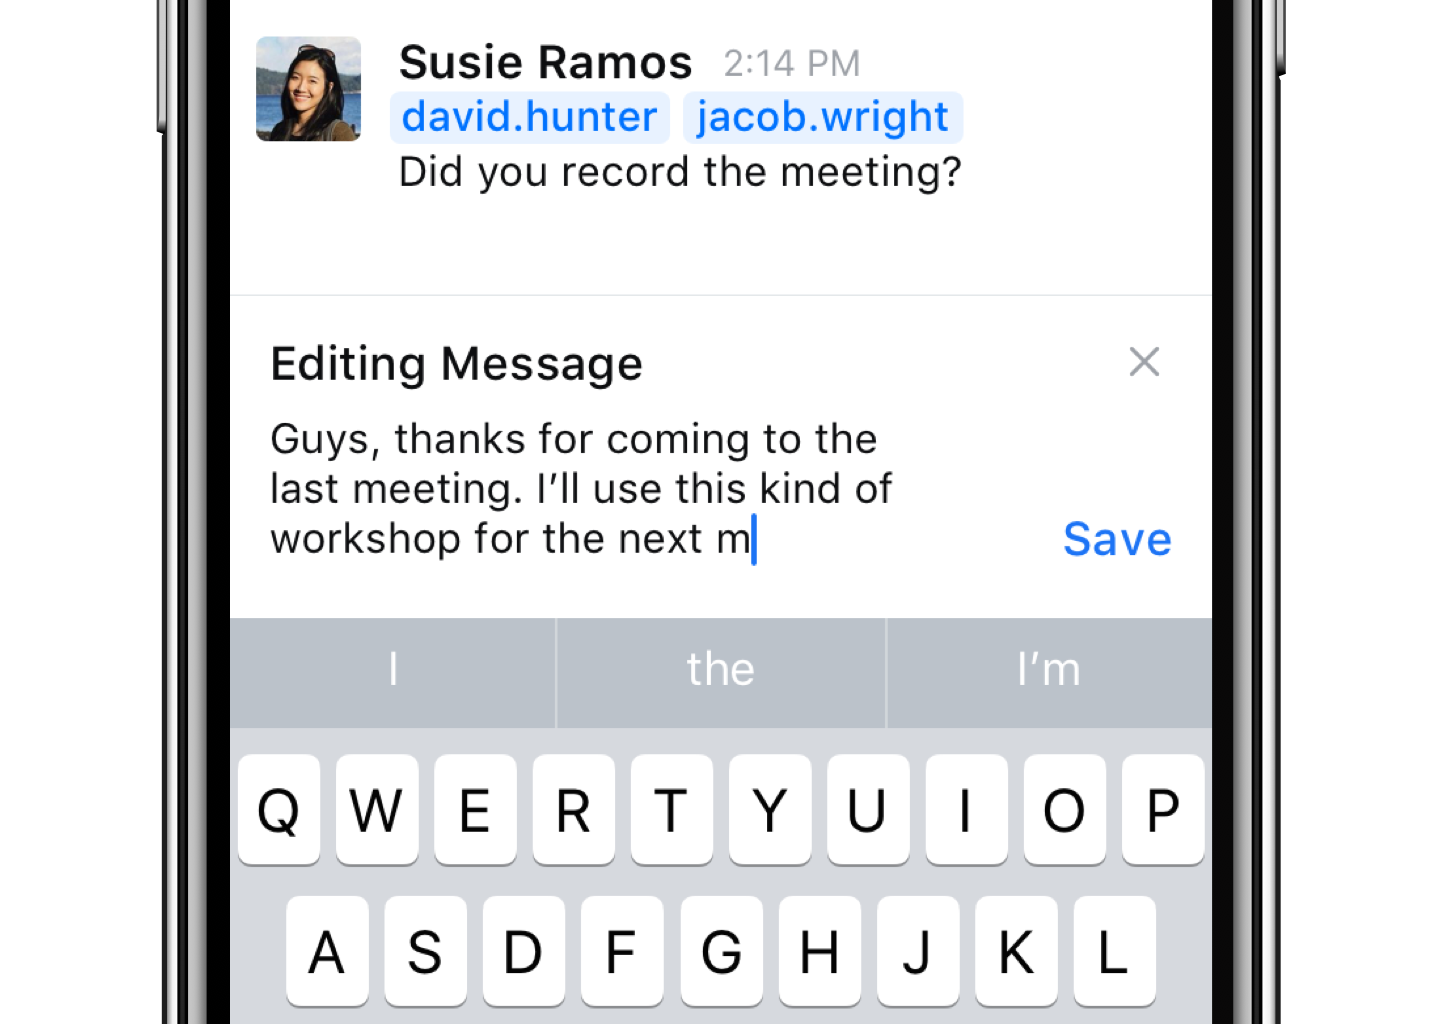 Susie Ramos 2:14 PM
david.hunter jacob.wright
Did you record the meeting?
Editing Message
Guys, thanks for coming to the
last meeting. I’ll use this kind of
workshop for the next m
Save
I the I’m
Q W E R T Y U I O P
A S D F G H J K L